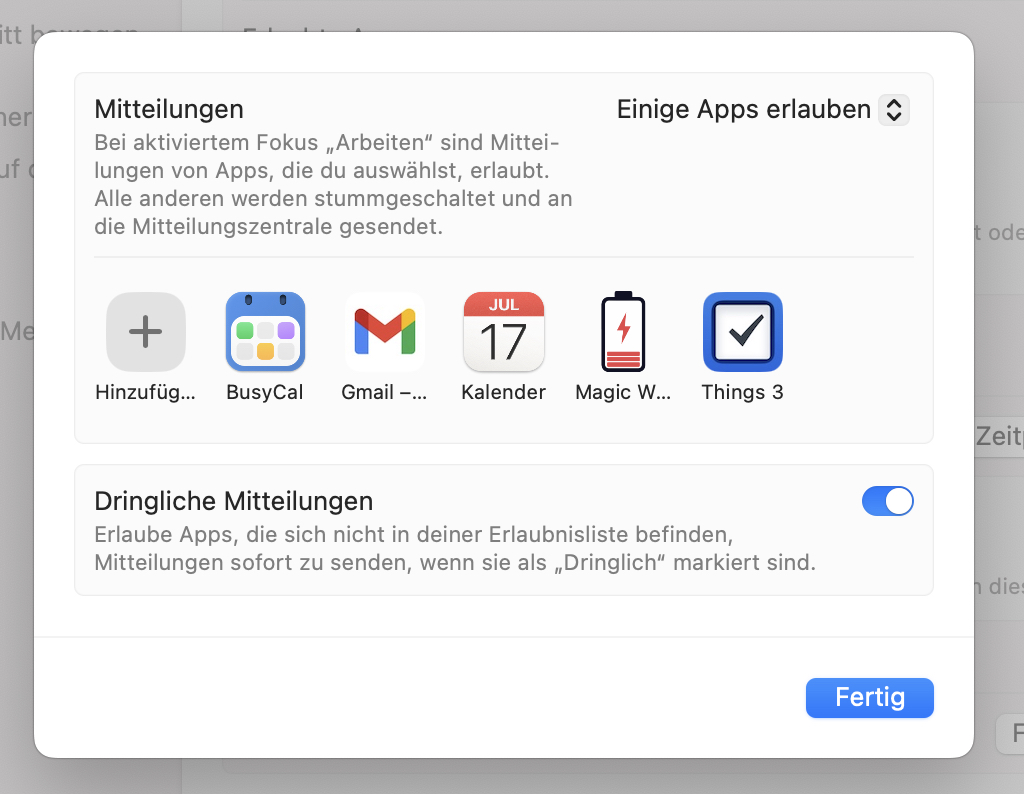 Mitteilungen
Einige Apps erlauben
Bei aktiviertem Fokus „Arbeiten“ sind Mittei-
lungen von Apps, die du auswählst, erlaubt.
Alle anderen werden stummgeschaltet und an
die Mitteilungszentrale gesendet.
JUL
17
Hinzufüg...
BusyCal
Gmail –...
Kalender
Magic W...
Things 3
Dringliche Mitteilungen
Erlaube Apps, die sich nicht in deiner Erlaubnisliste befinden,
Mitteilungen sofort zu senden, wenn sie als „Dringlich“ markiert sind.
Fertig